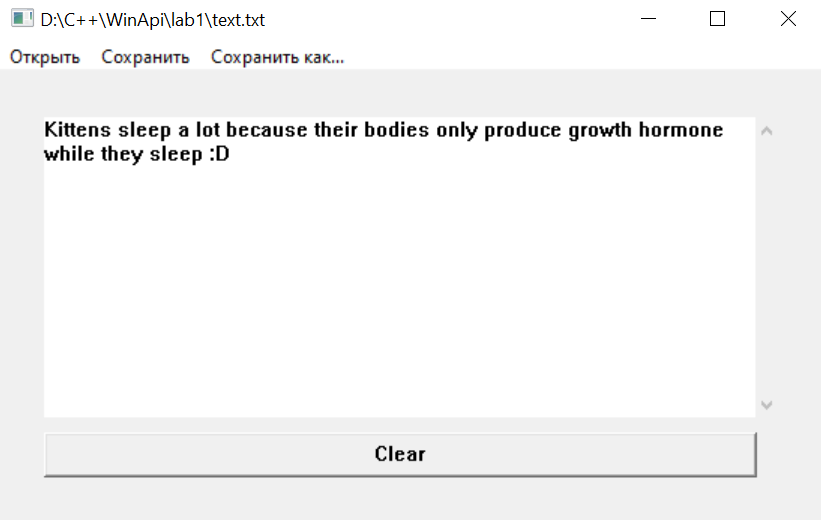 D:\C++\WinApi\lab1\text.txt
Открыть Сохранить Сохранить как...
Kittens sleep a lot because their bodies only produce growth hormone
while they sleep :D
Clear